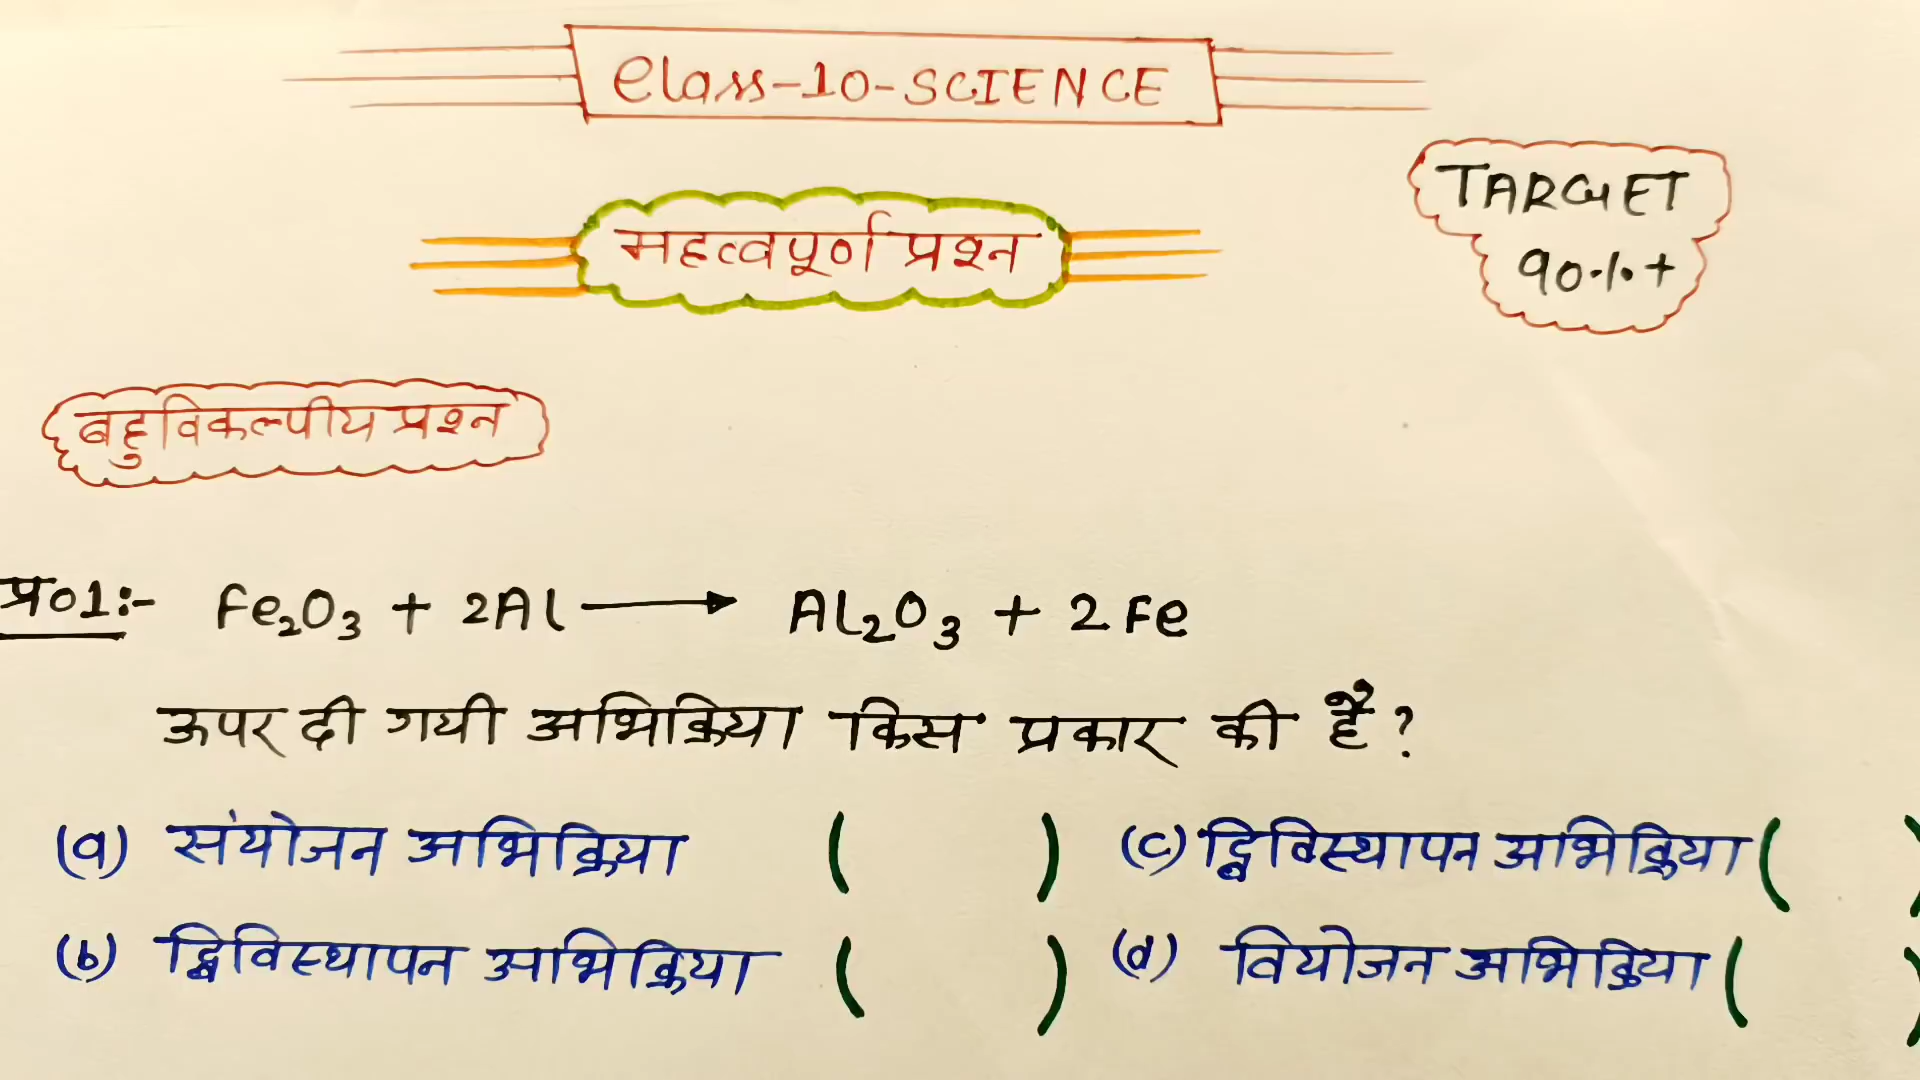 Class-10-SCIENCE
महत्वपूर्ण प्रश्न
TARGET
90%+
बहुविकल्पीय प्रश्न
प्र०1:- Fe₂O₃ + 2Al ⟶ Al₂O₃ + 2Fe
ऊपर दी गयी अभिक्रिया किस प्रकार की है?
(a) संयोजन अभिक्रिया ( ) (c) द्विविस्थापन अभिक्रिया ( )
(b) द्विविस्थापन अभिक्रिया ( ) (d) वियोजन अभिक्रिया ( )